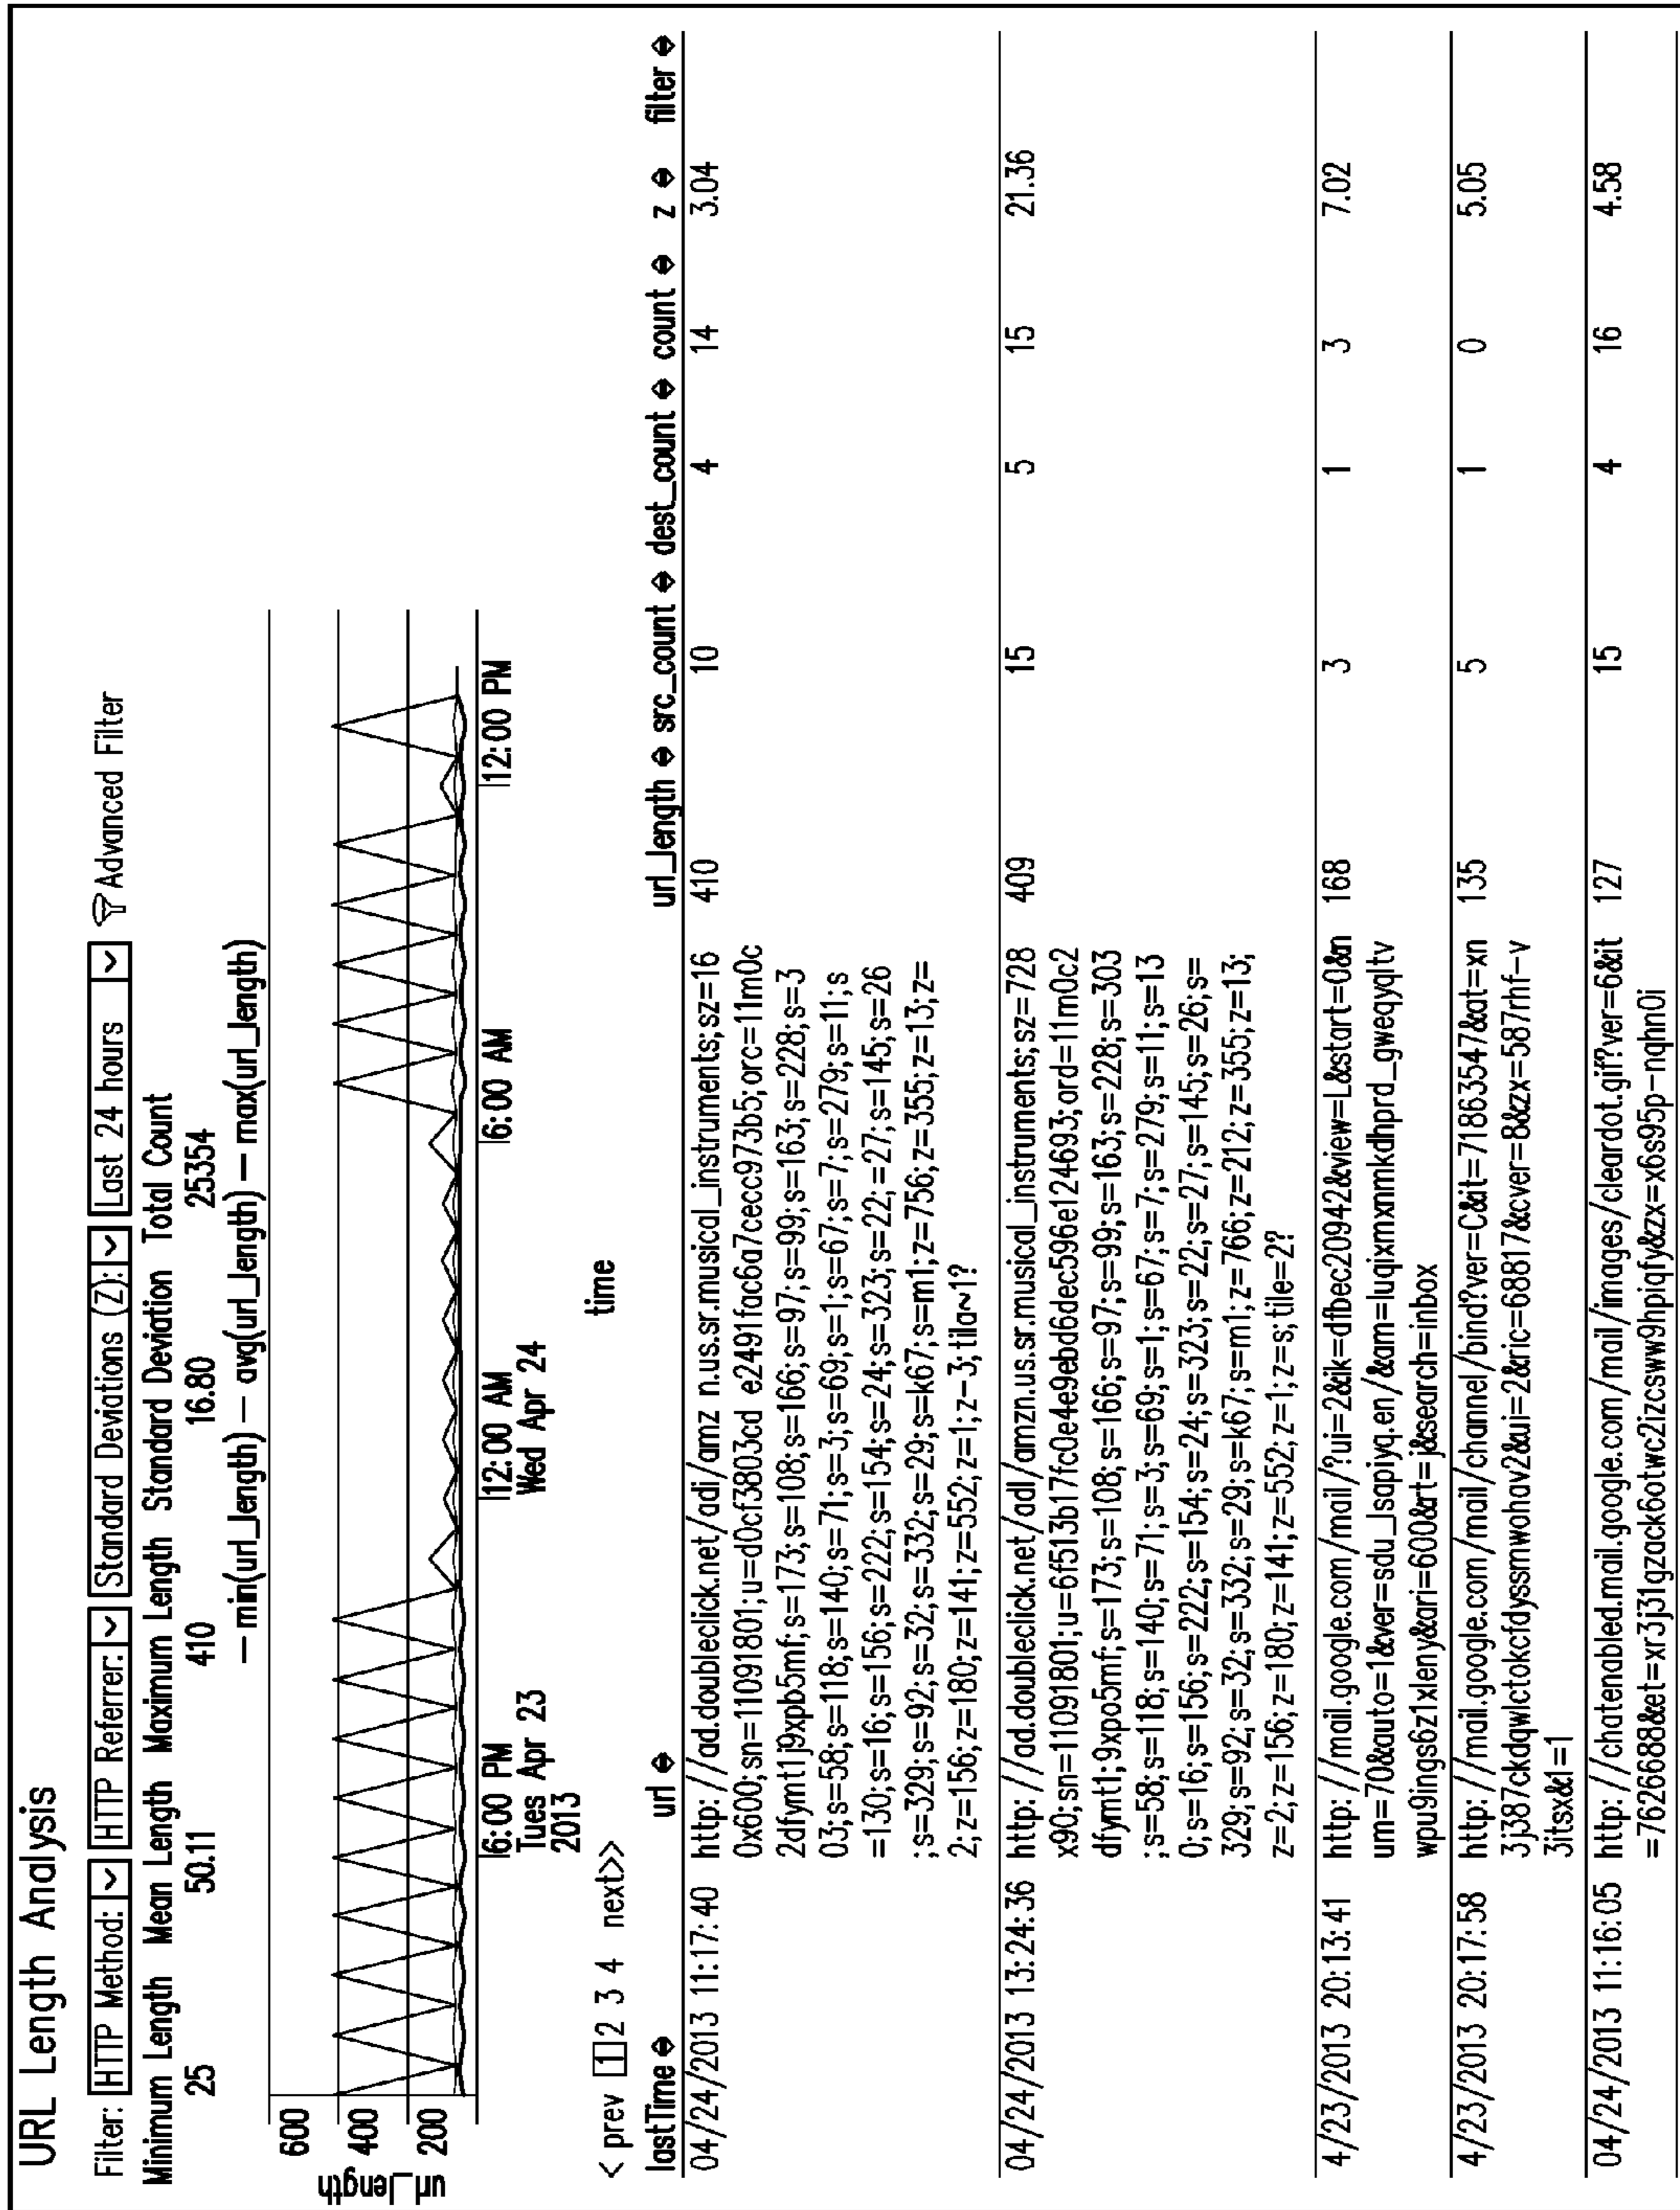 URL Length Analysis
Filter: HTTP Method: HTTP Referrer: Standard Deviations (Z): Last 24 hours Advanced Filter
Minimum Length Mean Length Maximum Length Standard Deviation Total Count
25 50.11 410 16.80 25354
— min(url_length) — avg(url_length) — max(url_length)
url_length
600
400
200
6:00 PM 12:00 AM 6:00 AM 12:00 PM
Tues Apr 23 Wed Apr 24
2013
time
< prev 1 2 3 4 next>>
lastTime url url_length src_count dest_count count z filter
04/24/2013 11:17:40 http: //ad.doubleclick.net/adi/amz n.us.sr.musical_instruments;sz=16 410 10 4 14 3.04
0x600;sn=11091801;u=d0cf3803cd e2491fac6a7cecc973b5;orc=11m0c
2dfymt1j9xpb5mf;s=173;s=108;s=166;s=97;s=99;s=163;s=228;s=3
03;s=58;s=118;s=140;s=71;s=3;s=69;s=1;s=67;s=7;s=279;s=11;s
=130;s=16;s=156;s=222;s=154;s=24;s=323;s=22;=27;s=145;s=26
;s=329;s=92;s=32;s=332;s=29;s=k67;s=m1;z=756;z=355;z=13;z=
2;z=156;z=180;z=141;z=552;z=1;z-3;tila~1?
04/24/2013 13:24:36 http: //ad.doubleclick.net/adl/amzn.us.sr.musical_instruments;sz=728 409 15 5 15 21.36
x90;sn=11091801;u=6f513b17fc0e4e9ebd6dec596e124693;ord=11m0c2
dfymt1;9xpo5mf;s=173;s=108;s=166;s=97;s=99;s=163;s=228;s=303
;s=58;s=118;s=140;s=71;s=3;s=69;s=1;s=67;s=7;s=279;s=11;s=13
0;s=16;s=156;s=222;s=154;s=24;s=323;s=22;s=27;s=145;s=26;s=
329;s=92;s=32;s=332;s=29;s=k67;s=m1;z=766;z=212;z=355;z=13;
z=2;z=156;z=180;z=141;z=552;z=1;z=s;tile=2?
4/23/2013 20:13:41 http: //mail.google.com/mail/?ui=2&ik=dfbec20942&view=L&start=0&n 168 3 1 3 7.02
um=70&auto=1&ver=sdu_lsqpiyq.en/&am=luqixnxnmkdhprd_gweqyqltv
wpu9ings6z1xleny&ari=600&rt=j&search=inbox
4/23/2013 20:17:58 http: //mail.google.com/mail/channel/bind?ver=C&it=71863547&at=xn 135 5 1 0 5.05
3j387ckdqwlctokcfdyssmwohav2&ui=2&ric=68817&cver=8&zx=587rhf-v
3itsx&1=1
04/24/2013 11:16:05 http: //chatenabled.mail.google.com/mail/images/cleardot.gif?ver=6&it 127 15 4 16 4.58
=7626688&et=xr3j31gzack6otwc2izcsww9hpiqfy&zx=x6s95p-nqhn0i